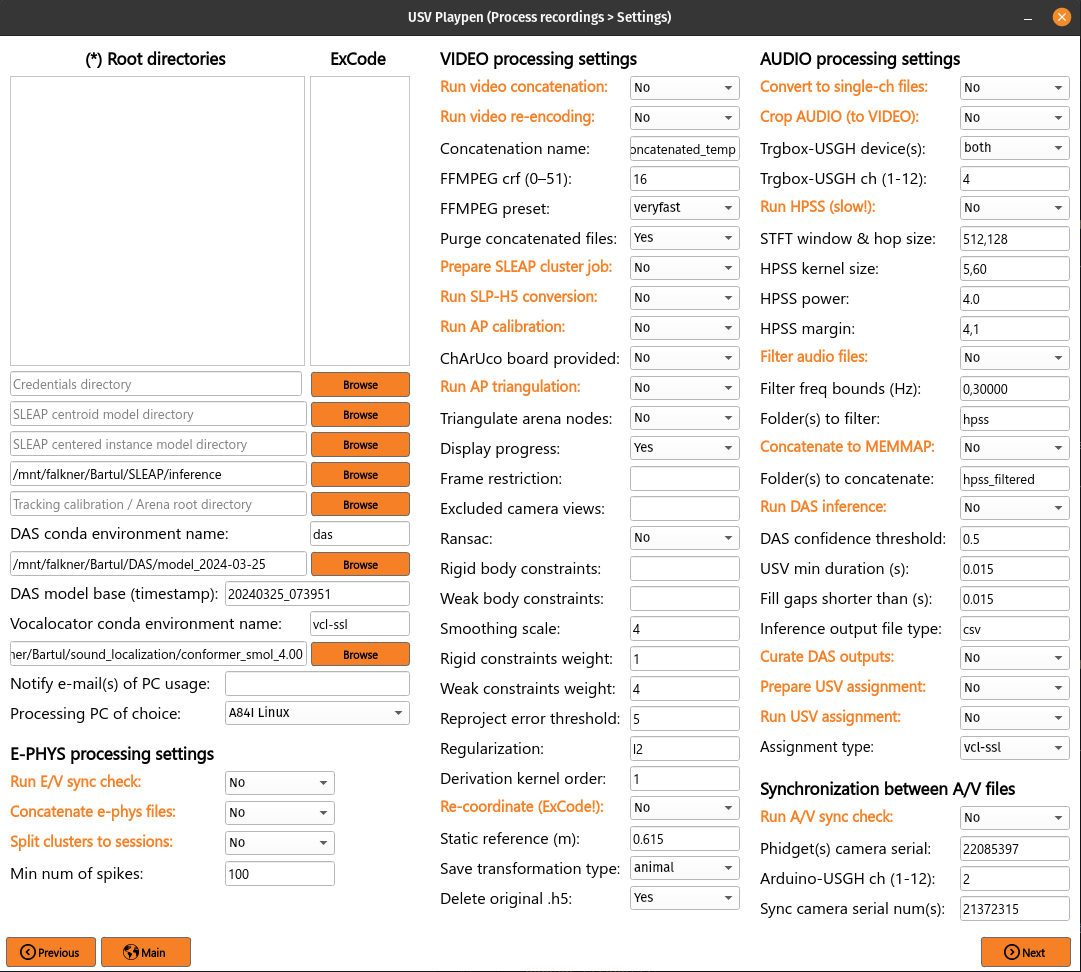 USV Playpen (Process recordings > Settings)
(*) Root directories
ExCode
Credentials directory
Browse
SLEAP centroid model directory
Browse
SLEAP centered instance model directory
Browse
/mnt/falkner/Bartul/SLEAP/inference
Browse
Tracking calibration / Arena root directory
Browse
DAS conda environment name:
das
/mnt/falkner/Bartul/DAS/model_2024-03-25
Browse
DAS model base (timestamp):
20240325_073951
Vocalocator conda environment name:
vcl-ssl
ner/Bartul/sound_localization/conformer_smol_4.00
Browse
Notify e-mail(s) of PC usage:
Processing PC of choice:
A84I Linux
E-PHYS processing settings
Run E/V sync check:
No
Concatenate e-phys files:
No
Split clusters to sessions:
No
Min num of spikes:
100
VIDEO processing settings
Run video concatenation:
No
Run video re-encoding:
No
Concatenation name:
oncatenated_temp
FFMPEG crf (0–51):
16
FFMPEG preset:
veryfast
Purge concatenated files:
Yes
Prepare SLEAP cluster job:
No
Run SLP-H5 conversion:
No
Run AP calibration:
No
ChArUco board provided:
No
Run AP triangulation:
No
Triangulate arena nodes:
No
Display progress:
Yes
Frame restriction:
Excluded camera views:
Ransac:
No
Rigid body constraints:
Weak body constraints:
Smoothing scale:
4
Rigid constraints weight:
1
Weak constraints weight:
4
Reproject error threshold:
5
Regularization:
l2
Derivation kernel order:
1
Re-coordinate (ExCode!):
No
Static reference (m):
0.615
Save transformation type:
animal
Delete original .h5:
Yes
AUDIO processing settings
Convert to single-ch files:
No
Crop AUDIO (to VIDEO):
No
Trgbox-USGH device(s):
both
Trgbox-USGH ch (1-12):
4
Run HPSS (slow!):
No
STFT window & hop size:
512,128
HPSS kernel size:
5,60
HPSS power:
4.0
HPSS margin:
4,1
Filter audio files:
No
Filter freq bounds (Hz):
0,30000
Folder(s) to filter:
hpss
Concatenate to MEMMAP:
No
Folder(s) to concatenate:
hpss_filtered
Run DAS inference:
No
DAS confidence threshold:
0.5
USV min duration (s):
0.015
Fill gaps shorter than (s):
0.015
Inference output file type:
csv
Curate DAS outputs:
No
Prepare USV assignment:
No
Run USV assignment:
No
Assignment type:
vcl-ssl
Synchronization between A/V files
Run A/V sync check:
No
Phidget(s) camera serial:
22085397
Arduino-USGH ch (1-12):
2
Sync camera serial num(s):
21372315
Previous
Main
Next